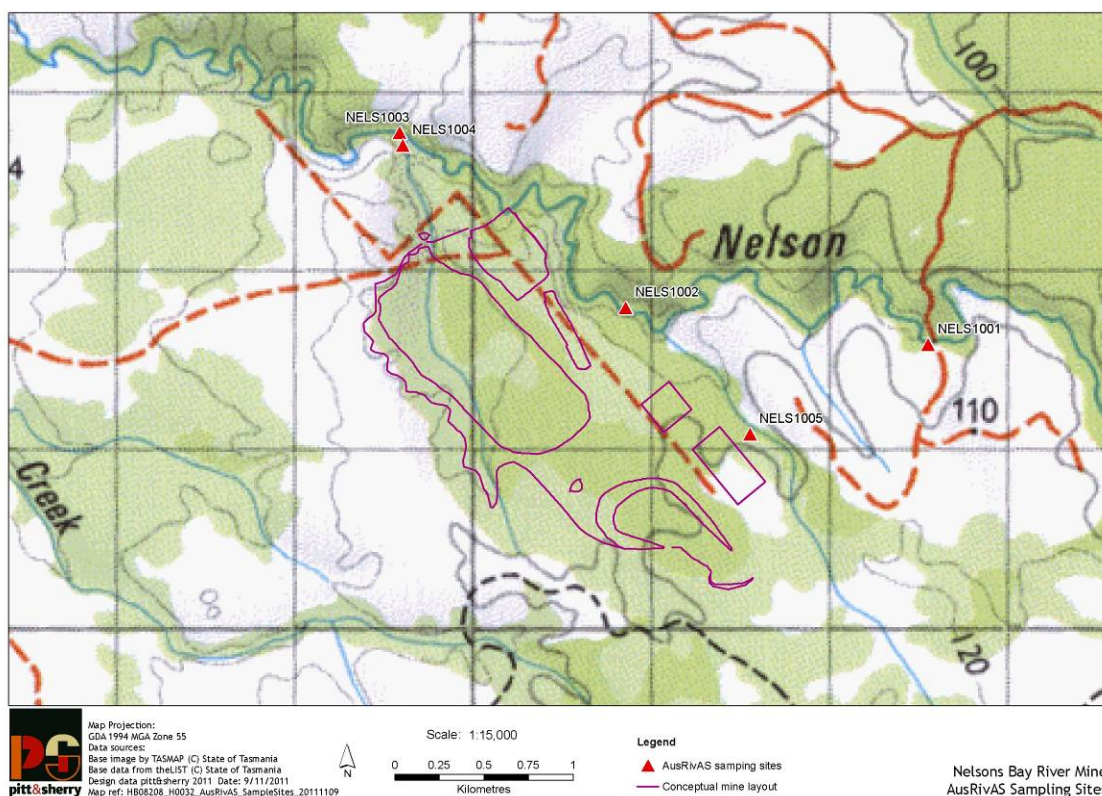 100
NELS1003
NELS1004
4
Nelson
NELS1002
NELS1001
110
NELS1005
Creek
120
Map Projection:
GDA 1994 MGA Zone 55
Data sources:
Base image by TASMAP (C) State of Tasmania
Base data from theLIST (C) State of Tasmania
Design data pitt&sherry 2011 Date: 9/11/2011
Map ref: HB08208_H0032_AusRivAS_SampleSites_20111109
pitt&sherry
N
Scale: 1:15,000
0 0.25 0.5 1
Kilometres
Legend
AusRivAS samping sites
Conceptual mine layout
Nelsons Bay River Mine
AusRivAS Sampling Sites